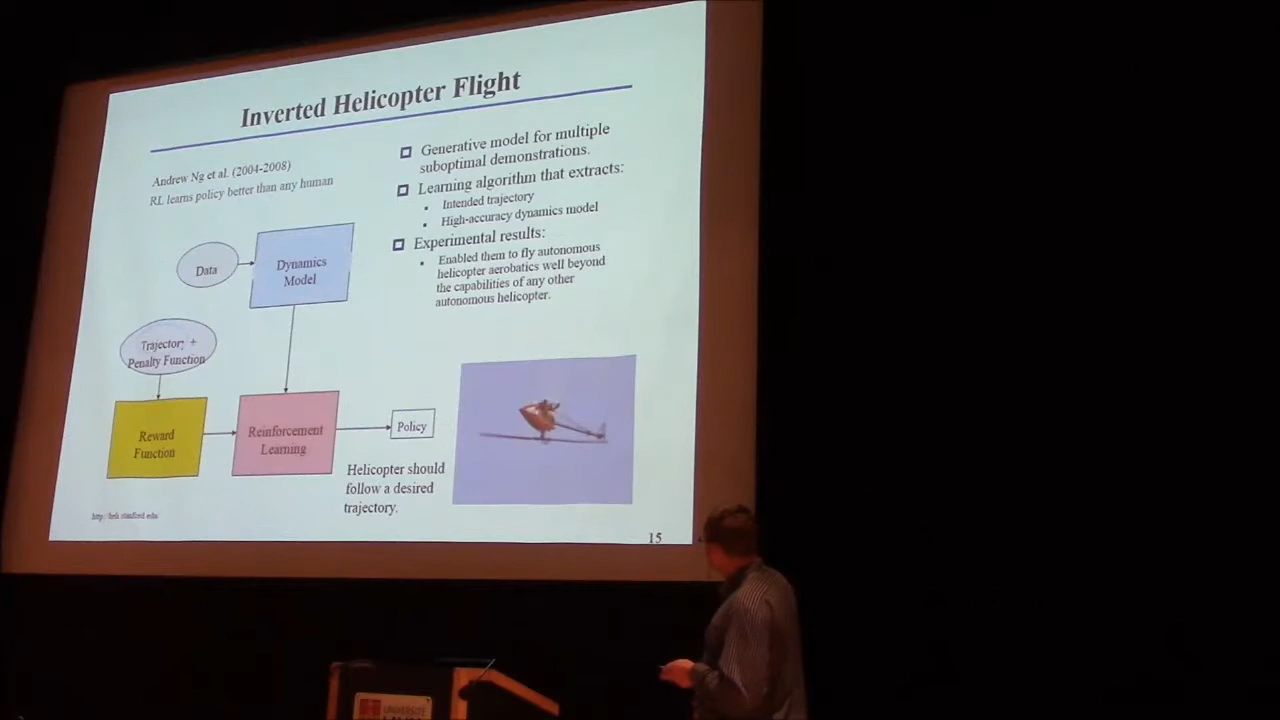 Inverted Helicopter Flight
Andrew Ng et al. (2004-2008)
RL learns policy better than any human
Generative model for multiple
suboptimal demonstrations.
Learning algorithm that extracts:
Intended trajectory
High-accuracy dynamics model
Experimental results:
Enabled them to fly autonomous
helicopter aerobatics well beyond
the capabilities of any other
autonomous helicopter.
Data
Dynamics
Model
Trajectory +
Penalty Function
Reward
Function
Reinforcement
Learning
Policy
Helicopter should
follow a desired
trajectory.
15
UNIVERSITÉ